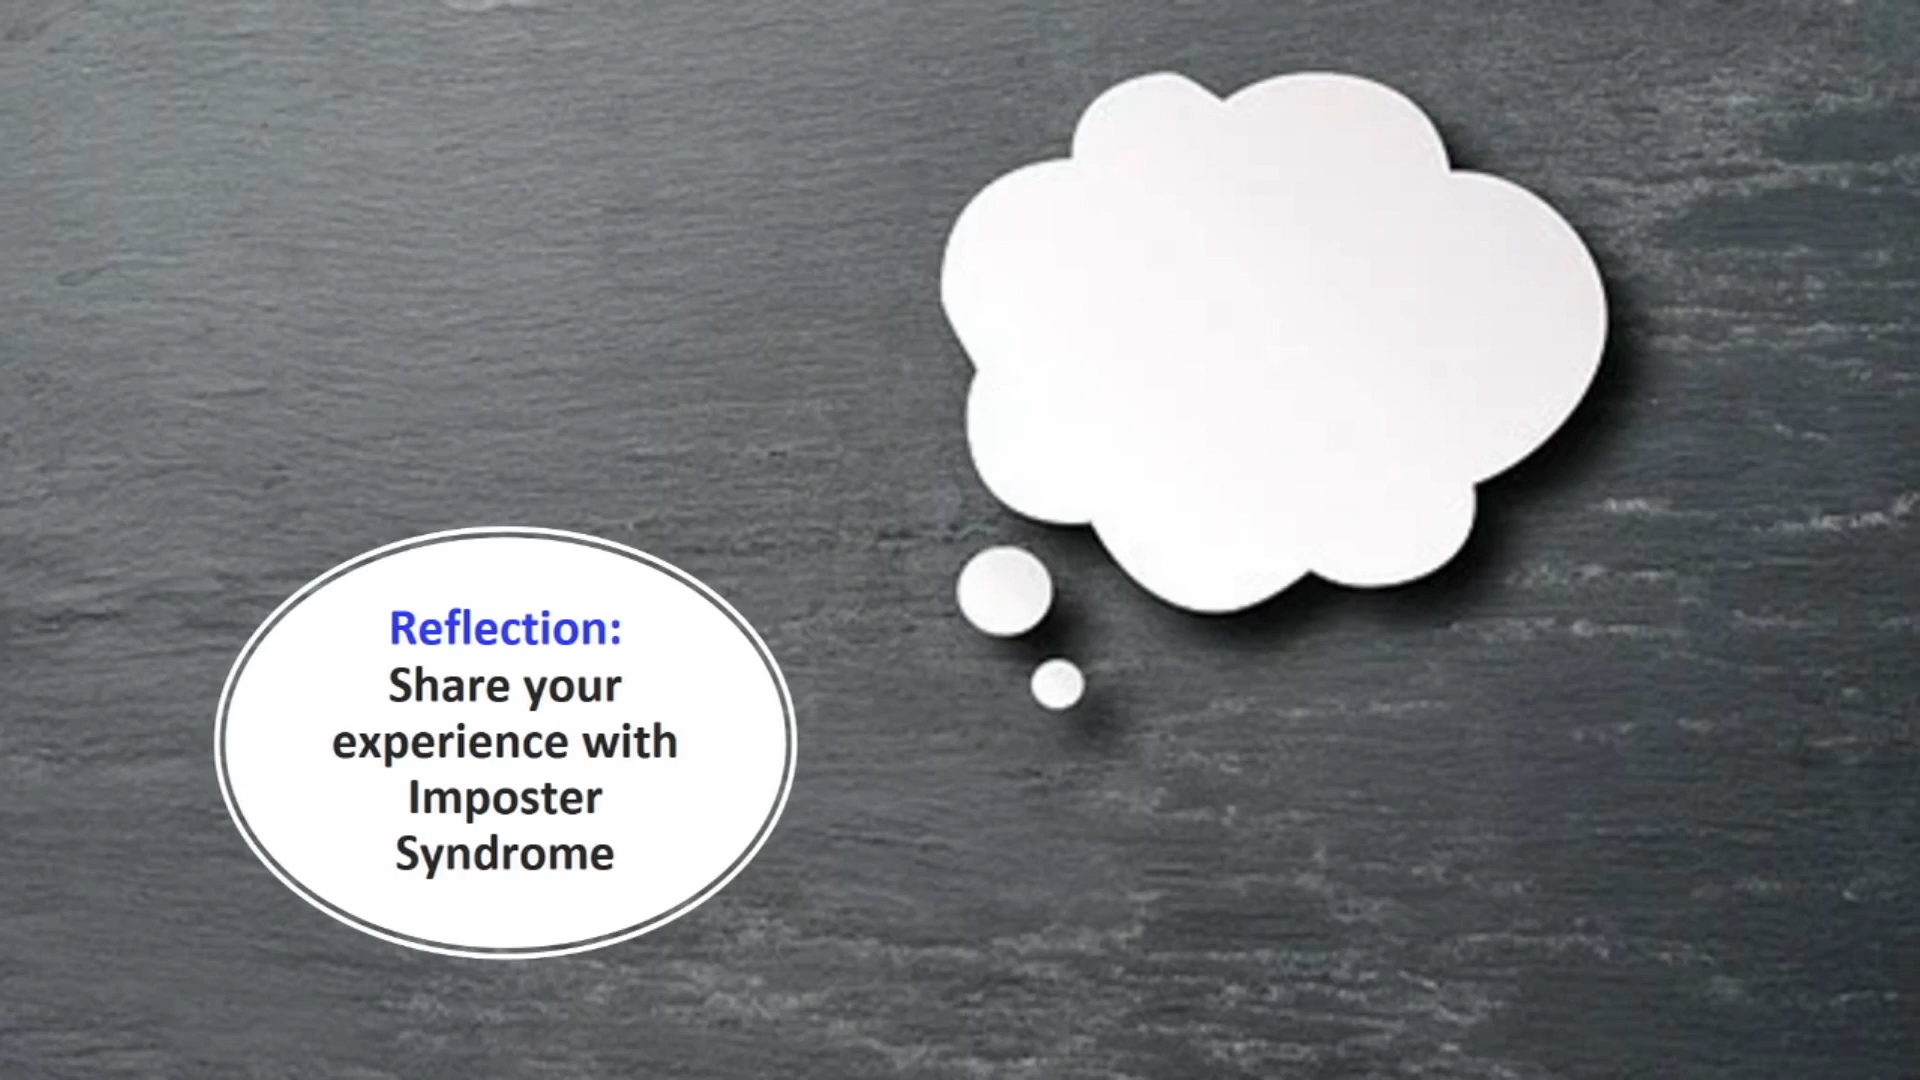 Reflection:
Share your
experience with
Imposter
Syndrome